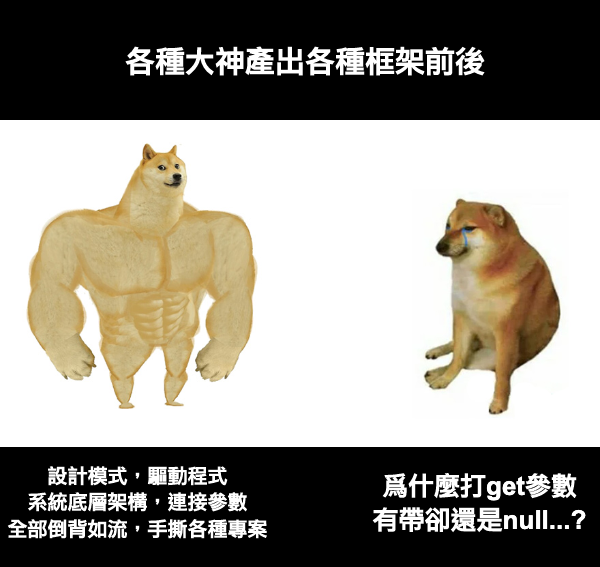 各種大神產出各種框架前後
設計模式，驅動程式
系統底層架構，連接參數
全部倒背如流，手撕各種專案
爲什麼打get參數
有帶卻還是null...?